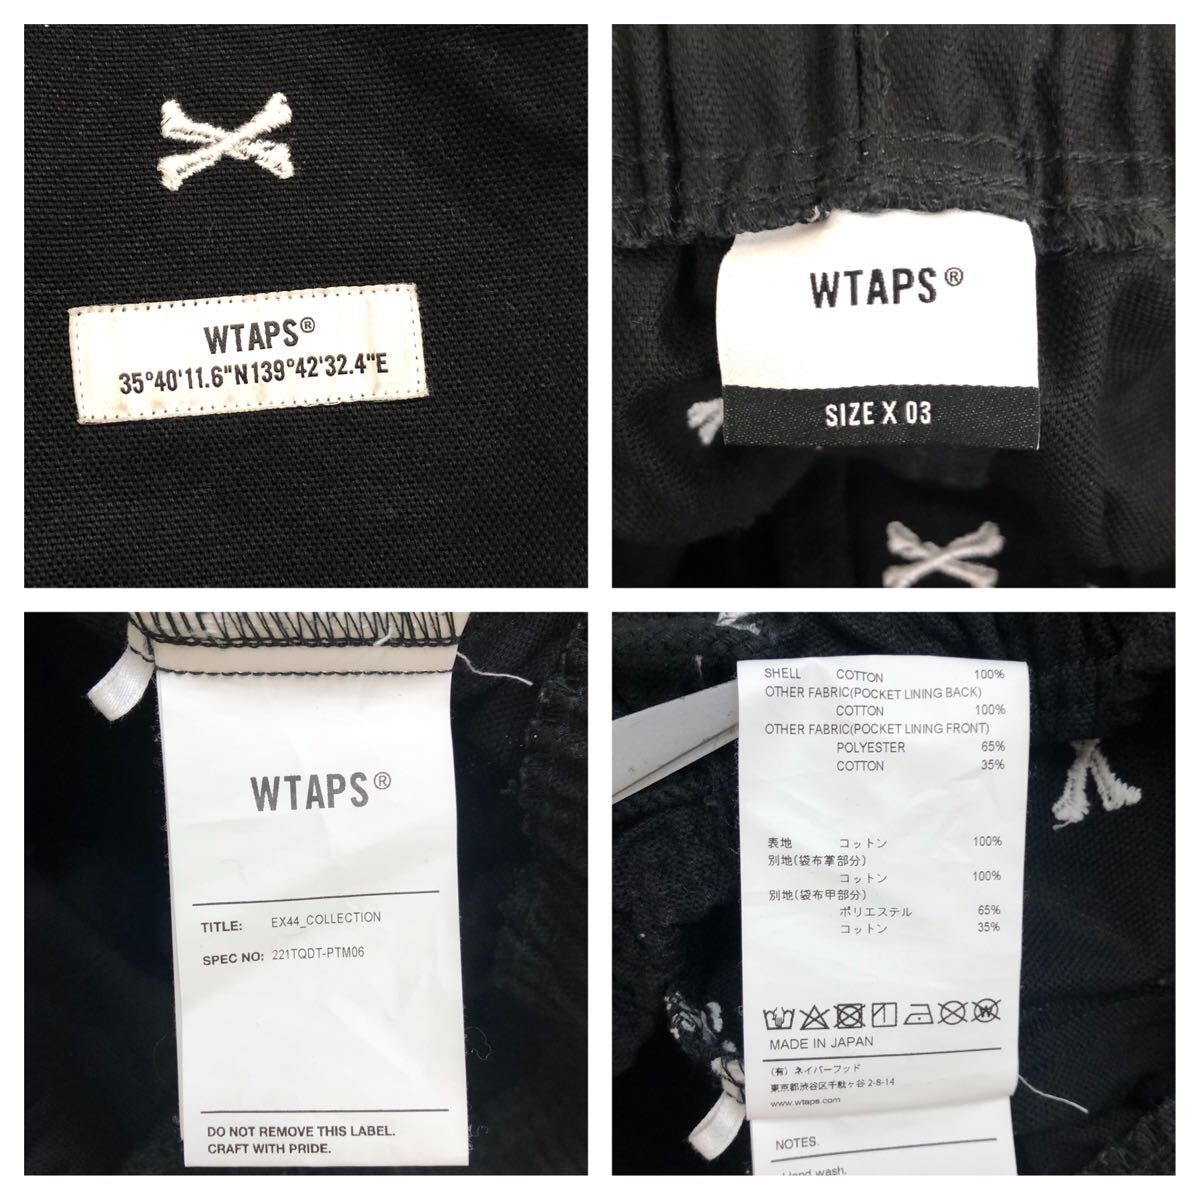 WTAPS®
35°40'11.6"N139°42'32.4"E
WTAPS®
SIZE X 03
WTAPS®
TITLE: EX44_COLLECTION
SPEC NO: 221TQDT-PTM06
DO NOT REMOVE THIS LABEL.
CRAFT WITH PRIDE.
SHELL COTTON 100%
OTHER FABRIC(POCKET LINING BACK)
COTTON 100%
OTHER FABRIC(POCKET LINING FRONT)
POLYESTER 65%
COTTON 35%
表地 コットン 100%
別地(袋布掌部分)
コットン 100%
別地(袋布甲部分)
ポリエステル 65%
コットン 35%
W
MADE IN JAPAN
(有)ネイバーフッド
東京都渋谷区千駄ヶ谷 2-8-14
www.wtaps.com
NOTES.
Hand wash.